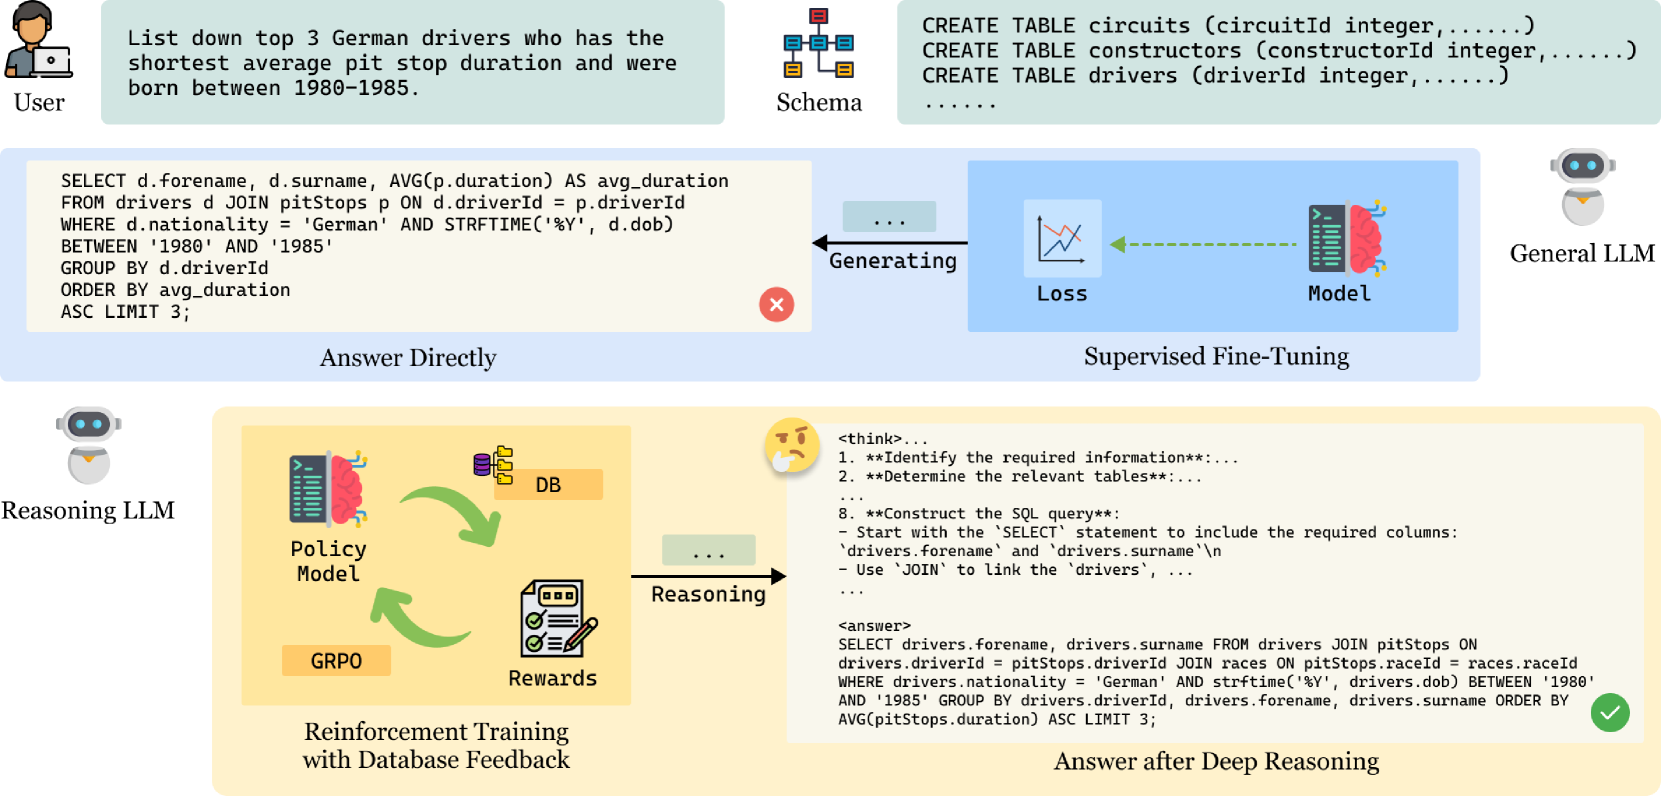 List down top 3 German drivers who has the
shortest average pit stop duration and were
born between 1980-1985.
User
CREATE TABLE circuits (circuitId integer,......)
CREATE TABLE constructors (constructorId integer,......)
CREATE TABLE drivers (driverId integer,......)
......
Schema
SELECT d.forename, d.surname, AVG(p.duration) AS avg_duration
FROM drivers d JOIN pitStops p ON d.driverId = p.driverId
WHERE d.nationality = 'German' AND STRFTIME('%Y', d.dob)
BETWEEN '1980' AND '1985'
GROUP BY d.driverId
ORDER BY avg_duration
ASC LIMIT 3;
Answer Directly
...
Generating
Loss
Model
Supervised Fine-Tuning
General LLM
Reasoning LLM
Policy
Model
DB
GRPO
Rewards
Reinforcement Training
with Database Feedback
...
Reasoning
<think>...
1. **Identify the required information**:...
2. **Determine the relevant tables**:...
...
8. **Construct the SQL query**:
- Start with the `SELECT` statement to include the required columns:
`drivers.forename` and `drivers.surname`\n
- Use `JOIN` to link the `drivers`, ...
...
<answer>
SELECT drivers.forename, drivers.surname FROM drivers JOIN pitStops ON
drivers.driverId = pitStops.driverId JOIN races ON pitStops.raceId = races.raceId
WHERE drivers.nationality = 'German' AND strftime('%Y', drivers.dob) BETWEEN '1980'
AND '1985' GROUP BY drivers.driverId, drivers.forename, drivers.surname ORDER BY
AVG(pitStops.duration) ASC LIMIT 3;
Answer after Deep Reasoning